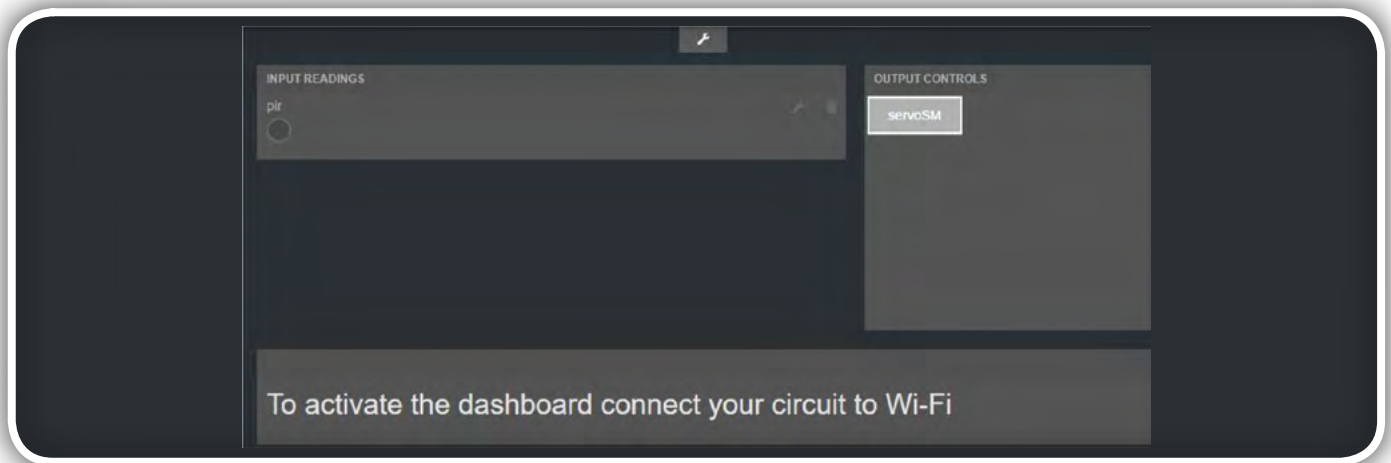 INPUT READINGS
pir
OUTPUT CONTROLS
servoSM
To activate the dashboard connect your circuit to Wi-Fi